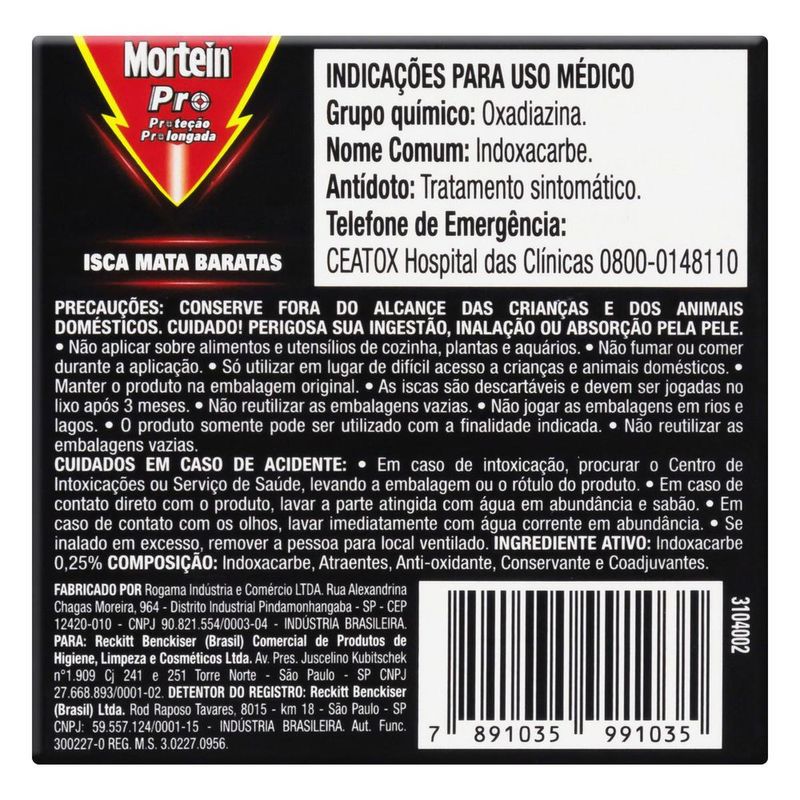 Mortein
Pro
Proteção
Prolongada
ISCA MATA BARATAS
INDICAÇÕES PARA USO MÉDICO
Grupo químico: Oxadiazina.
Nome Comum: Indoxacarbe.
Antídoto: Tratamento sintomático.
Telefone de Emergência:
CEATOX Hospital das Clínicas 0800-0148110
PRECAUÇÕES: CONSERVE FORA DO ALCANCE DAS CRIANÇAS E DOS ANIMAIS
DOMÉSTICOS. CUIDADO! PERIGOSA SUA INGESTÃO, INALAÇÃO OU ABSORÇÃO PELA PELE.
• Não aplicar sobre alimentos e utensílios de cozinha, plantas e aquários. • Não fumar ou comer
durante a aplicação. • Só utilizar em lugar de difícil acesso a crianças e animais domésticos. •
Manter o produto na embalagem original. • As iscas são descartáveis e devem ser jogadas no
lixo após 3 meses. • Não reutilizar as embalagens vazias. • Não jogar as embalagens em rios e
lagos. • O produto somente pode ser utilizado com a finalidade indicada. • Não reutilizar as
embalagens vazias.
CUIDADOS EM CASO DE ACIDENTE: • Em caso de intoxicação, procurar o Centro de
Intoxicações ou Serviço de Saúde, levando a embalagem ou o rótulo do produto. • Em caso de
contato direto com o produto, lavar a parte atingida com água em abundância e sabão. • Em
caso de contato com os olhos, lavar imediatamente com água corrente em abundância. • Se
inalado em excesso, remover a pessoa para local ventilado. INGREDIENTE ATIVO: Indoxacarbe
0,25% COMPOSIÇÃO: Indoxacarbe, Atraentes, Anti-oxidante, Conservante e Coadjuvantes.
FABRICADO POR Rogama Indústria e Comércio LTDA. Rua Alexandrina
Chagas Moreira, 964 - Distrito Industrial Pindamonhangaba - SP - CEP
12420-010 - CNPJ 90.821.554/0003-04 - INDÚSTRIA BRASILEIRA.
PARA: Reckitt Benckiser (Brasil) Comercial de Produtos de
Higiene, Limpeza e Cosméticos Ltda. Av. Pres. Juscelino Kubitschek
n°1.909 Cj 241 e 251 Torre Norte - São Paulo - SP CNPJ
27.668.893/0001-02. DETENTOR DO REGISTRO: Reckitt Benckiser
(Brasil) Ltda. Rod Raposo Tavares, 8015 - km 18 - São Paulo - SP
CNPJ: 59.557.124/0001-15 - INDÚSTRIA BRASILEIRA. Aut. Func.
300227-0 REG. M.S. 3.0227.0956.
7 891035 991035
3104002